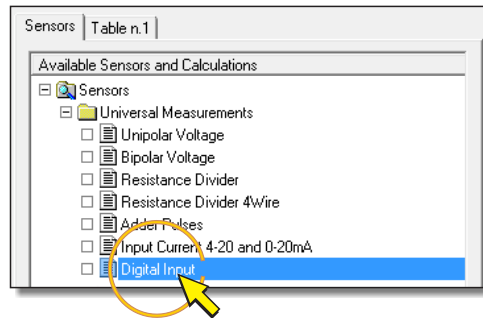 Sensors Table n.1
Available Sensors and Calculations
Sensors
Universal Measurements
Unipolar Voltage
Bipolar Voltage
Resistance Divider
Resistance Divider 4Wire
Adder Pulses
Input Current 4-20 and 0-20mA
Digital Input